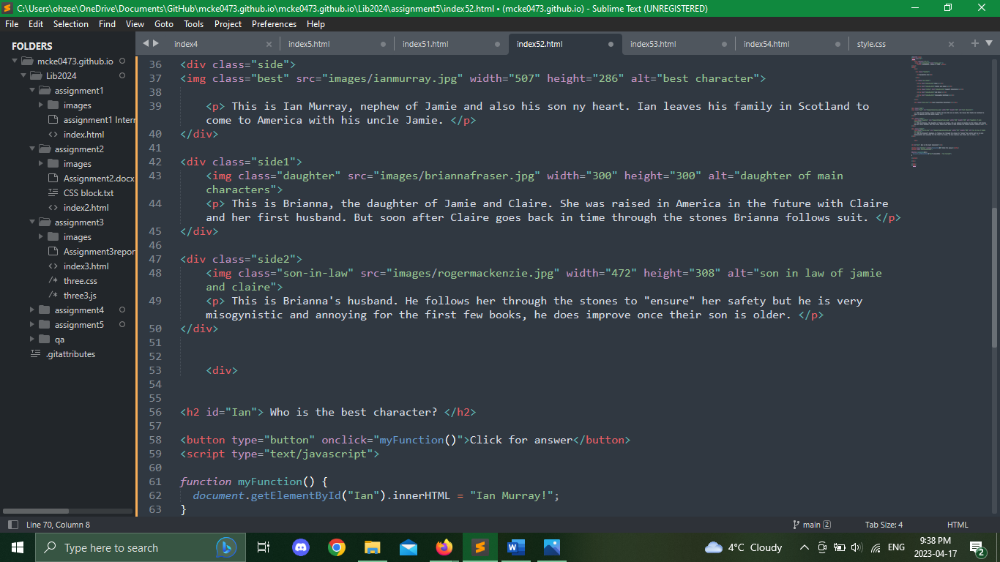 C:\Users\ohzee\OneDrive\Documents\GitHub\mcke0473.github.io\mcke0473.github.io\Lib2024\assignment5\index52.html • (mcke0473.github.io) - Sublime Text (UNREGISTERED)
File Edit Selection Find View Goto Tools Project Preferences Help
FOLDERS
mcke0473.github.io
Lib2024
assignment1
images
assignment1 Intern
index.html
assignment2
images
Assignment2.docx
CSS block.txt
index2.html
assignment3
images
Assignment3repor
index3.html
three.css
three3.js
assignment4
assignment5
qa
.gitattributes
index4 index5.html index51.html index52.html index53.html index54.html style.css
36 <div class="side">
37 <img class="best" src="images/ianmurray.jpg" width="507" height="286" alt="best character">
38
39 <p> This is Ian Murray, nephew of Jamie and also his son ny heart. Ian leaves his family in Scotland to
come to America with his uncle Jamie. </p>
40 </div>
41
42 <div class="side1">
43 <img class="daughter" src="images/briannafraser.jpg" width="300" height="300" alt="daughter of main
characters">
44 <p> This is Brianna, the daughter of Jamie and Claire. She was raised in America in the future with Claire
and her first husband. But soon after Claire goes back in time through the stones Brianna follows suit. </p>
45 </div>
46
47 <div class="side2">
48 <img class="son-in-law" src="images/rogermackenzie.jpg" width="472" height="308" alt="son in law of jamie
and claire">
49 <p> This is Brianna's husband. He follows her through the stones to "ensure" her safety but he is very
misogynistic and annoying for the first few books, he does improve once their son is older. </p>
50 </div>
51
52
53 <div>
54
55
56 <h2 id="Ian"> Who is the best character? </h2>
57
58 <button type="button" onclick="myFunction()">Click for answer</button>
59 <script type="text/javascript">
60
61 function myFunction() {
62 document.getElementById("Ian").innerHTML = "Ian Murray!";
63 }
Line 70, Column 8
main 2 Tab Size: 4 HTML
Type here to search
4°C Cloudy
ENG
9:38 PM
2023-04-17
2